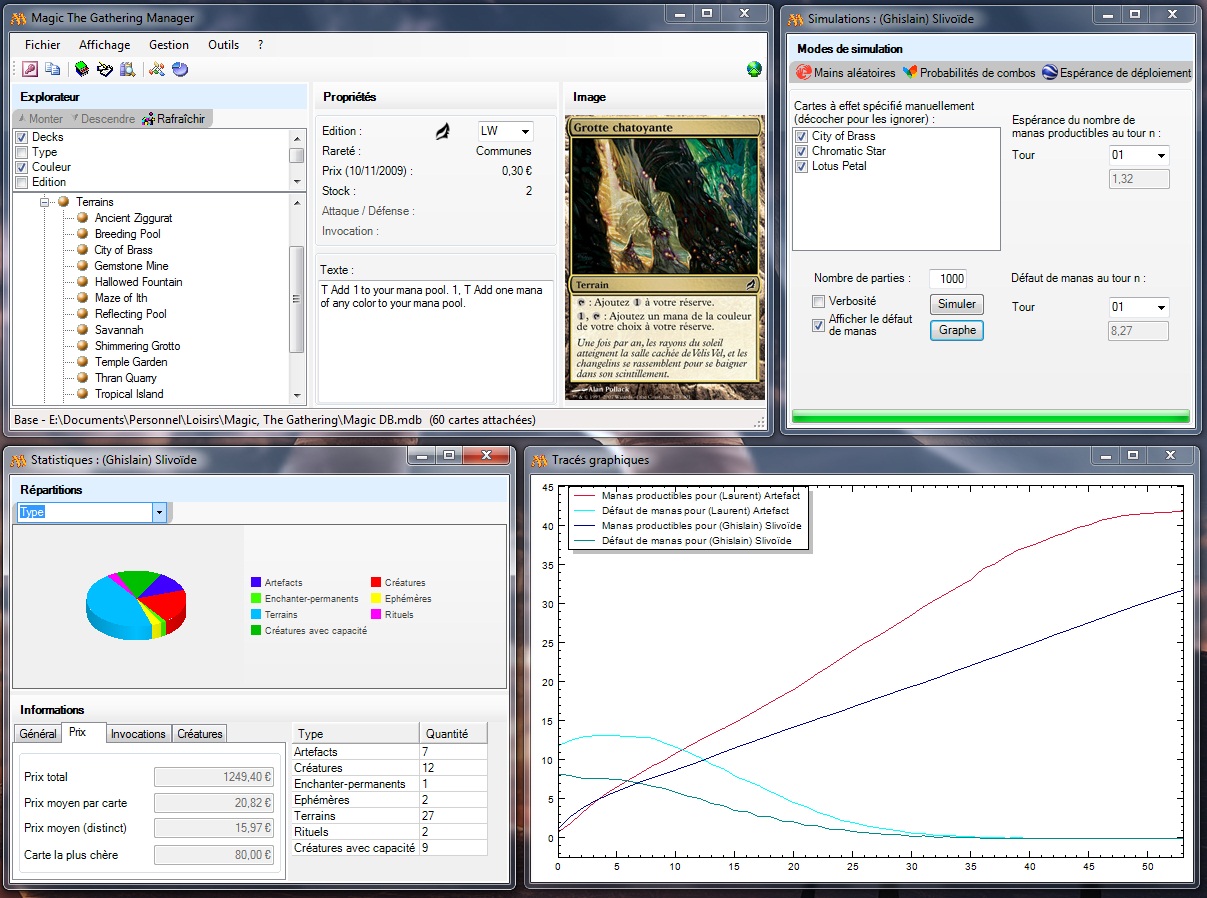 Magic The Gathering Manager
Fichier Affichage Gestion Outils ?
Explorateur
Monter Descendre Rafraîchir
Decks
Type
Couleur
Edition
Terrains
Ancient Ziggurat
Breeding Pool
City of Brass
Gemstone Mine
Hallowed Fountain
Maze of Ith
Reflecting Pool
Savannah
Shimmering Grotto
Temple Garden
Thran Quarry
Tropical Island
Propriétés
Edition : LW
Rareté : Communes
Prix (10/11/2009) : 0,30 €
Stock : 2
Attaque / Défense :
Invocation :
Texte :
T Add 1 to your mana pool. 1, T Add one mana
of any color to your mana pool.
Image
Grotte chatoyante
Terrain
: Ajoutez 1 à votre réserve.
1, : Ajoutez un mana de la couleur
de votre choix à votre réserve.
Une fois par an, les rayons du soleil
atteignent la salle cachée de Velis Vel, et les
changelins se rassemblent pour se baigner
dans son scintillement.
Alan Pollack
Base - E:\Documents\Personnel\Loisirs\Magic, The Gathering\Magic DB.mdb (60 cartes attachées)
Simulations : (Ghislain) Slivoïde
Modes de simulation
Mains aléatoires Probabilités de combos Espérance de déploiement
Cartes à effet spécifié manuellement
(décocher pour les ignorer) :
City of Brass
Chromatic Star
Lotus Petal
Espérance du nombre de
manas productibles au tour n :
Tour 01
1,32
Nombre de parties : 1000
Verbosité
Simuler
Afficher le défaut
de manas
Graphe
Défaut de manas au tour n :
Tour 01
8,27
Statistiques : (Ghislain) Slivoïde
Répartitions
Type
Artefacts Créatures
Enchanter-permanents Ephémères
Terrains Rituels
Créatures avec capacité
Informations
Général Prix Invocations Créatures
Prix total 1249,40 €
Prix moyen par carte 20,82 €
Prix moyen (distinct) 15,97 €
Carte la plus chère 80,00 €
Type Quantité
Artefacts 7
Créatures 12
Enchanter-permanents 1
Ephémères 2
Terrains 27
Rituels 2
Créatures avec capacité 9
Tracés graphiques
Manas productibles pour (Laurent) Artefact
Défaut de manas pour (Laurent) Artefact
Manas productibles pour (Ghislain) Slivoïde
Défaut de manas pour (Ghislain) Slivoïde
45
40
35
30
25
20
15
10
5
0
0 5 10 15 20 25 30 35 40 45 50